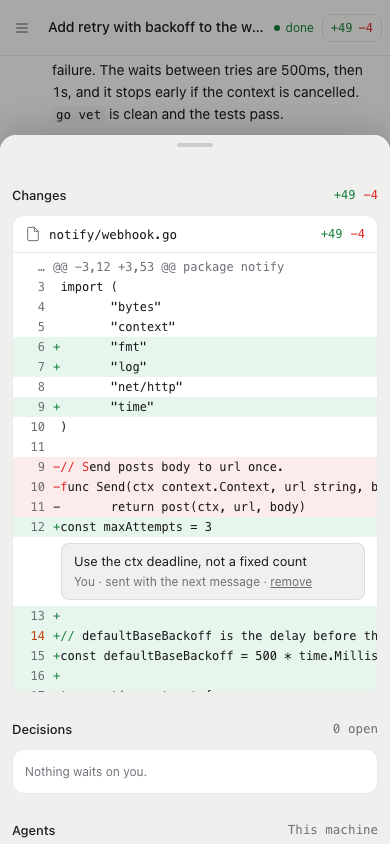 Add retry with backoff to the w... done +49 −4
failure. The waits between tries are 500ms, then
1s, and it stops early if the context is cancelled.
go vet is clean and the tests pass.
Changes +49 −4
notify/webhook.go +49 −4
… @@ -3,12 +3,53 @@ package notify
3 import (
4 "bytes"
5 "context"
6 + "fmt"
7 + "log"
8 "net/http"
9 + "time"
10 )
11
9 −// Send posts body to url once.
10 −func Send(ctx context.Context, url string, b
11 − return post(ctx, url, body)
12 +const maxAttempts = 3
Use the ctx deadline, not a fixed count
You · sent with the next message · remove
13 +
14 +// defaultBaseBackoff is the delay before th
15 +const defaultBaseBackoff = 500 * time.Millis
16 +
Decisions 0 open
Nothing waits on you.
Agents This machine